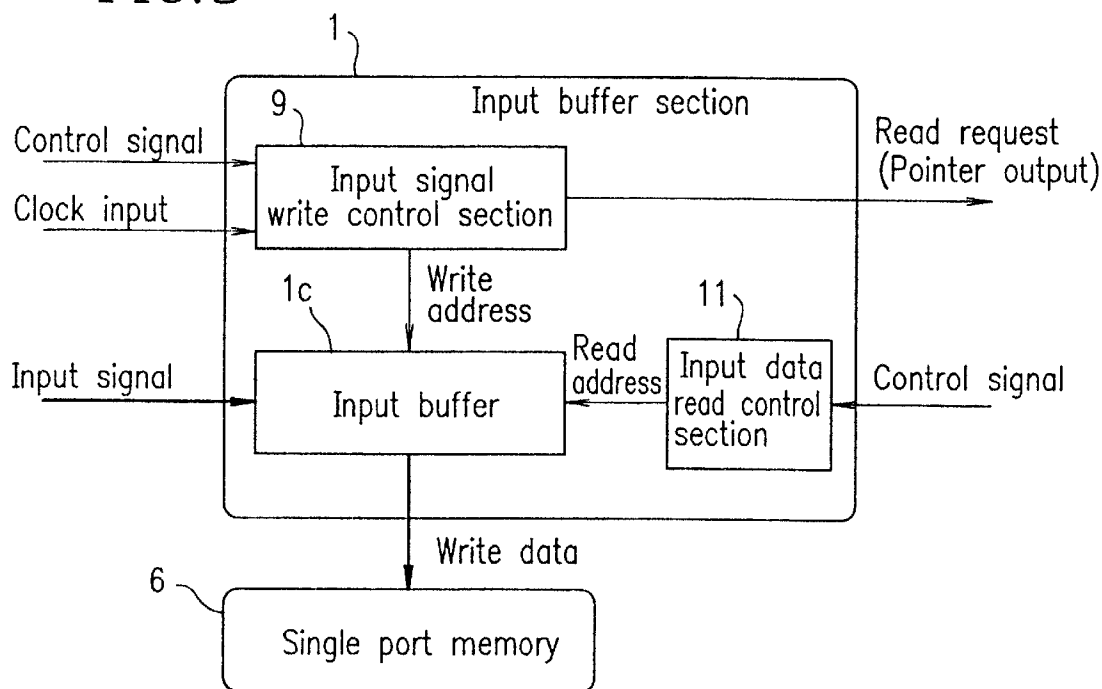 1
Input buffer section
9
Control signal
Clock input
Input signal
write control section
Read request
(Pointer output)
Write
address
1c
11
Input signal
Input buffer
Read
address
Input data
read control
section
Control signal
Write data
6
Single port memory